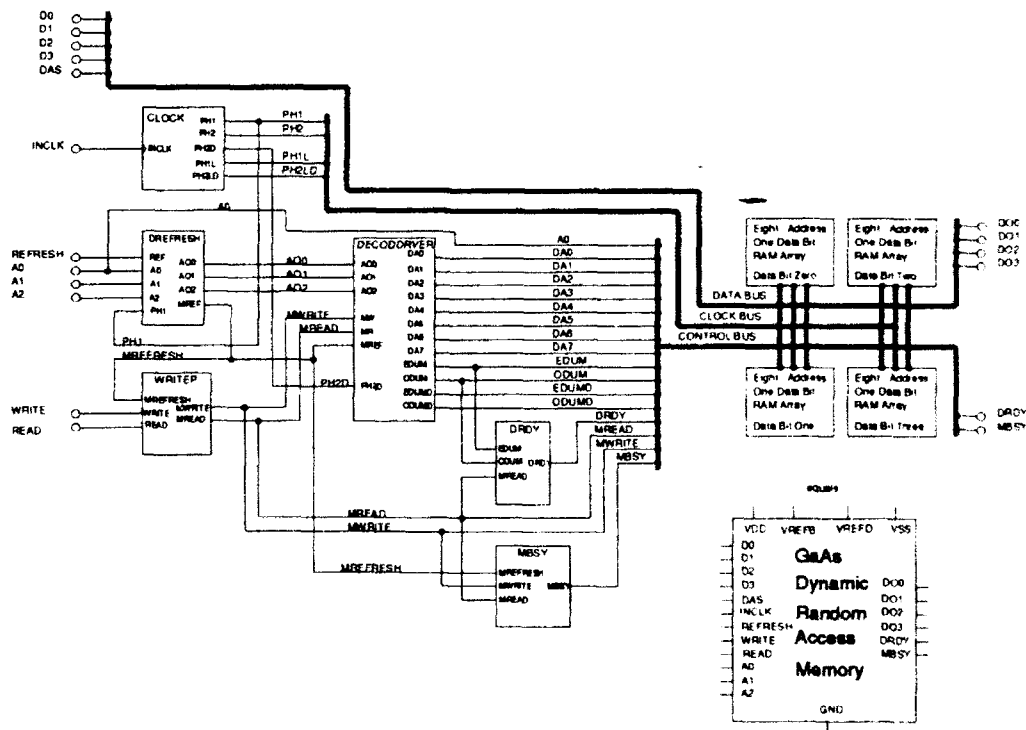 D0
D1
D2
D3
DAS
CLOCK
PH1
PH2
PH2D
PH1L
PH2LD
INCLK
INCLK
PH1
PH2
PH1L
PH2LD
A0
DREFRESH
REF
A0
A1
A2
PH1
AO0
AO1
AO2
MREF
REFRESH
A0
A1
A2
AO0
AO1
AO2
MWRITE
MREAD
PH1
MREFRESH
PH2D
DECODDRVER
AO0
AO1
AO2
MW
MR
MREF
PH2D
DA0
DA1
DA2
DA3
DA4
DA5
DA6
DA7
EDUM
ODUM
EDUMD
ODUMD
A0
DA0
DA1
DA2
DA3
DA4
DA5
DA6
DA7
EDUM
ODUM
EDUMD
ODUMD
DRDY
MREAD
MWRITE
MBSY
WRITEP
MREFRESH
WRITE
READ
MWRITE
MREAD
WRITE
READ
DRDY
EDUM
ODUM
MREAD
DRDY
MREAD
MWRITE
MREFRESH
MBSY
MREFRESH
MWRITE
MREAD
MBSY
DATA BUS
CLOCK BUS
CONTROL BUS
Eight Address
One Data Bit
RAM Array
Data Bit Zero
Eight Address
One Data Bit
RAM Array
Data Bit Two
Eight Address
One Data Bit
RAM Array
Data Bit One
Eight Address
One Data Bit
RAM Array
Data Bit Three
DO0
DO1
DO2
DO3
DRDY
MBSY
VDD VREFB VREFD VSS
D0
D1
D2
D3
DAS
INCLK
REFRESH
WRITE
READ
A0
A1
A2
GaAs
Dynamic
Random
Access
Memory
DO0
DO1
DO2
DO3
DRDY
MBSY
GND